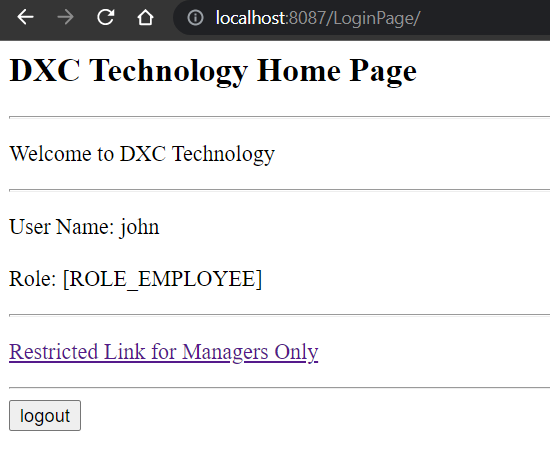 localhost:8087/LoginPage/
DXC Technology Home Page
Welcome to DXC Technology
User Name: john
Role: [ROLE_EMPLOYEE]
Restricted Link for Managers Only
logout